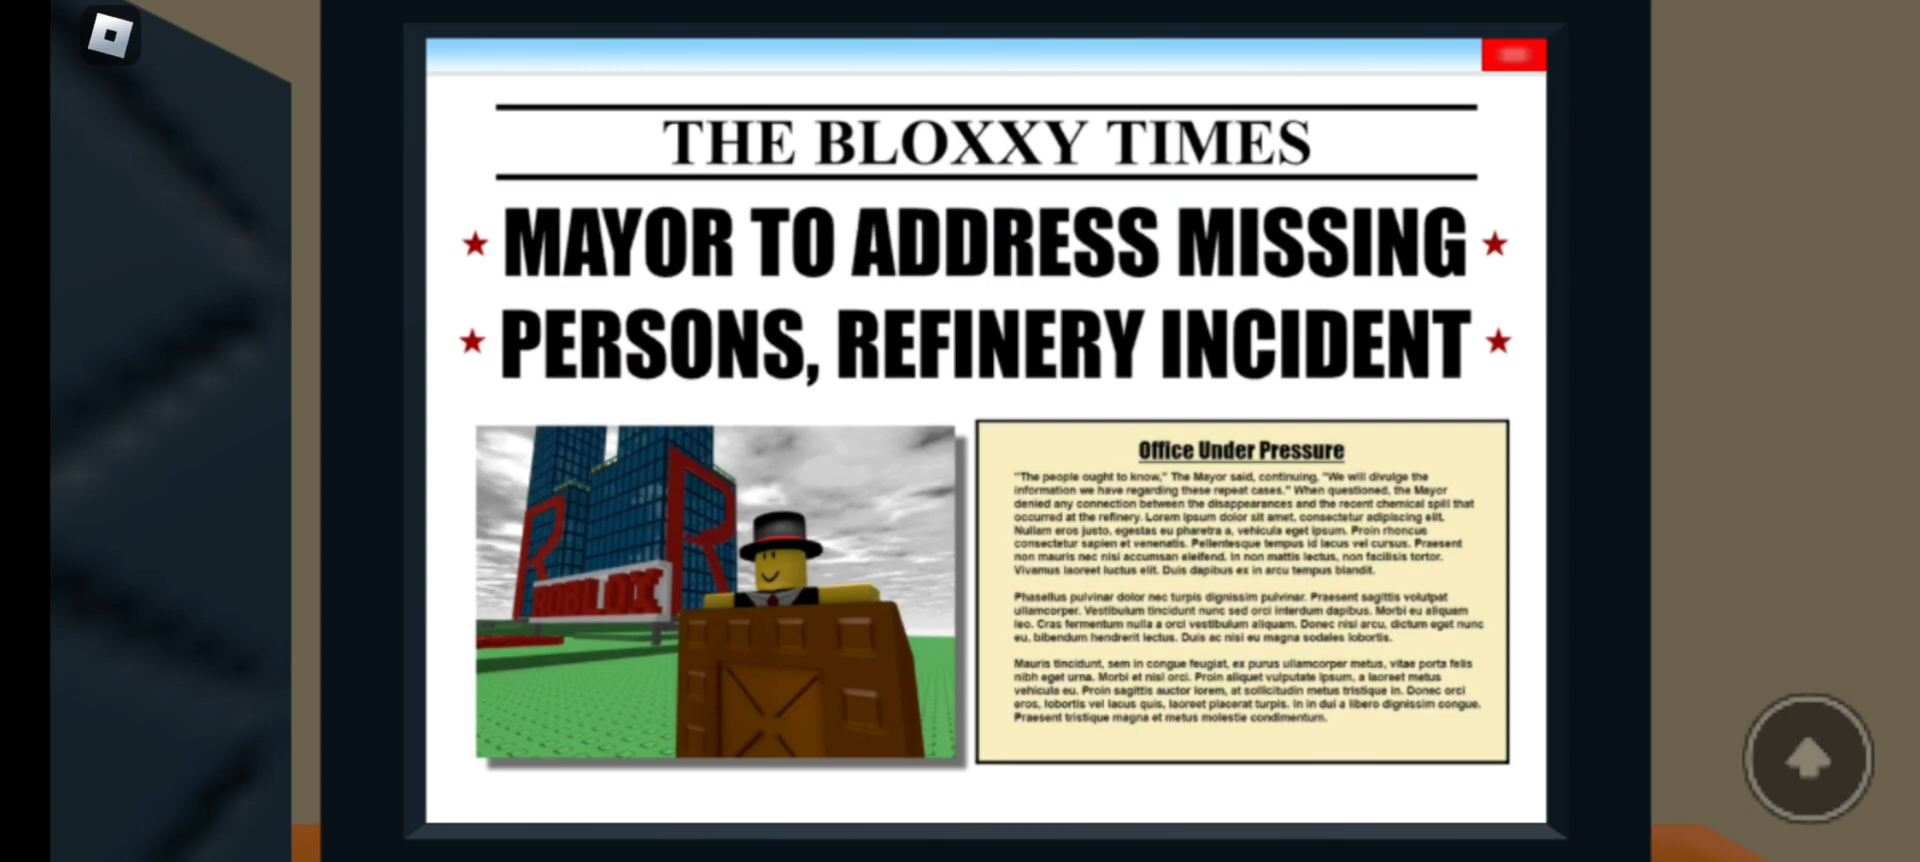 THE BLOXXY TIMES
MAYOR TO ADDRESS MISSING
PERSONS, REFINERY INCIDENT
ROBLOX
Office Under Pressure
"The people ought to know," The Mayor said, continuing, "We will divulge the
information we have regarding these repeat cases." When questioned, the Mayor
denied any connection between the disappearances and the recent chemical spill that
occurred at the refinery. Lorem ipsum dolor sit amet, consectetur adipiscing elit.
Nullam eros justo, egestas eu pharetra a, vehicula eget ipsum. Proin rhoncus
consectetur sapien et venenatis. Pellentesque tempus id lacus vel cursus. Praesent
non mauris nec nisi accumsan eleifend. In non mattis lectus, non facilisis tortor.
Vivamus laoreet luctus elit. Duis dapibus ex in arcu tempus blandit.
Phasellus pulvinar dolor nec turpis dignissim pulvinar. Praesent sagittis volutpat
ullamcorper. Vestibulum tincidunt nunc sed orci interdum dapibus. Morbi eu aliquam
leo. Cras fermentum nulla a orci vestibulum aliquam. Donec nisi arcu, dictum eget nunc
eu, bibendum hendrerit lectus. Duis ac nisi eu magna sodales lobortis.
Mauris tincidunt, sem in congue feugiat, ex purus ullamcorper metus, vitae porta felis
nibh eget urna. Morbi et nisl orci. Proin aliquet vulputate ipsum, a laoreet metus
vehicula eu. Proin sagittis auctor lorem, at sollicitudin metus tristique in. Donec orci
eros, lobortis vel lacus quis, laoreet placerat turpis. In in dui a libero dignissim congue.
Praesent tristique magna et metus molestie condimentum.